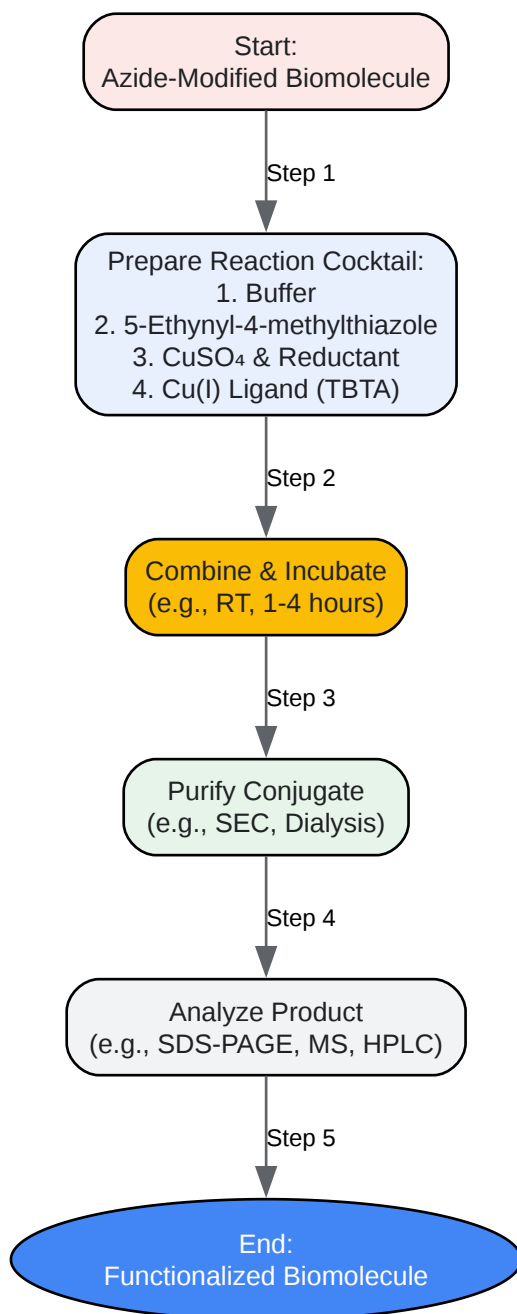 Start:
Azide-Modified Biomolecule
Step 1
Prepare Reaction Cocktail:
1. Buffer
2. 5-Ethynyl-4-methylthiazole
3. CuSO₄ & Reductant
4. Cu(I) Ligand (TBTA)
Step 2
Combine & Incubate
(e.g., RT, 1-4 hours)
Step 3
Purify Conjugate
(e.g., SEC, Dialysis)
Step 4
Analyze Product
(e.g., SDS-PAGE, MS, HPLC)
Step 5
End:
Functionalized Biomolecule